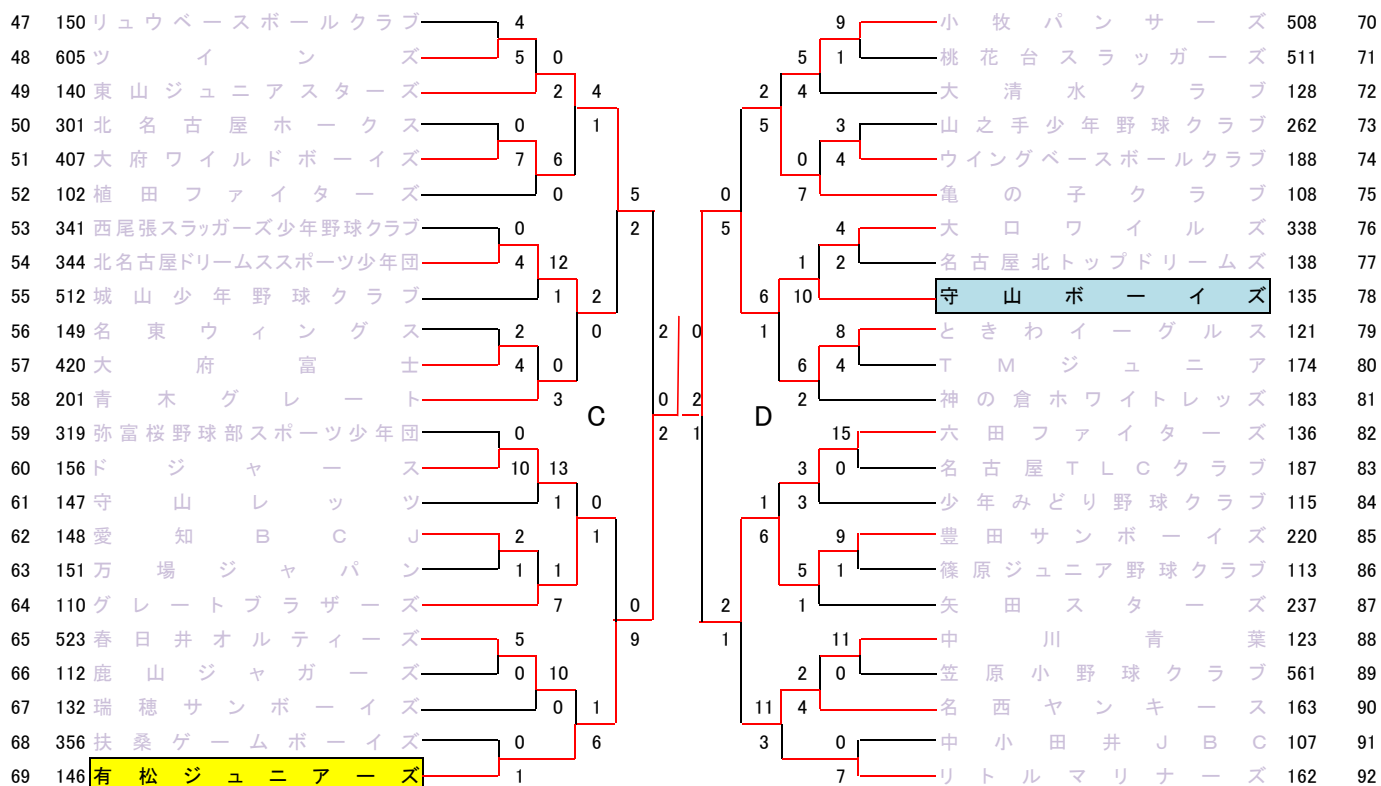 47 150 リュウベースボールクラブ 4 9 小牧パンサーズ 508 70
48 605 ツインズ 5 0 5 1 桃花台スラッガーズ 511 71
49 140 東山ジュニアスターズ 2 4 2 4 大清水クラブ 128 72
50 301 北名古屋ホークス 0 1 5 3 山之手少年野球クラブ 262 73
51 407 大府ワイルドボーイズ 7 6 0 4 ウイングベースボールクラブ 188 74
52 102 植田ファイターズ 0 5 0 7 亀の子クラブ 108 75
53 341 西尾張スラッガーズ少年野球クラブ 0 2 5 4 大口ワイルズ 338 76
54 344 北名古屋ドリームススポーツ少年団 4 12 1 2 名古屋北トップドリームズ 138 77
55 512 城山少年野球クラブ 1 2 6 10 守山ボーイズ 135 78
56 149 名東ウィングス 2 0 2 0 1 8 ときわイーグルス 121 79
57 420 大府富士 4 0 6 4 TMジュニア 174 80
58 201 青木グレート 3 C 0 2 D 2 神の倉ホワイトレッズ 183 81
59 319 弥富桜野球部スポーツ少年団 0 2 1 15 六田ファイターズ 136 82
60 156 ドジャース 10 13 3 0 名古屋TLCクラブ 187 83
61 147 守山レッツ 1 0 1 3 少年みどり野球クラブ 115 84
62 148 愛知BCJ 2 1 6 9 豊田サンボーイズ 220 85
63 151 万場ジャパン 1 1 5 1 篠原ジュニア野球クラブ 113 86
64 110 グレートブラザーズ 7 0 2 1 矢田スターズ 237 87
65 523 春日井オルティーズ 5 9 1 11 中川青葉 123 88
66 112 鹿山ジャガーズ 0 10 2 0 笠原小野球クラブ 561 89
67 132 瑞穂サンボーイズ 0 1 11 4 名西ヤンキース 163 90
68 356 扶桑ゲームボーイズ 0 6 3 0 中小田井JBC 107 91
69 146 有松ジュニアーズ 1 7 リトルマリナーズ 162 92